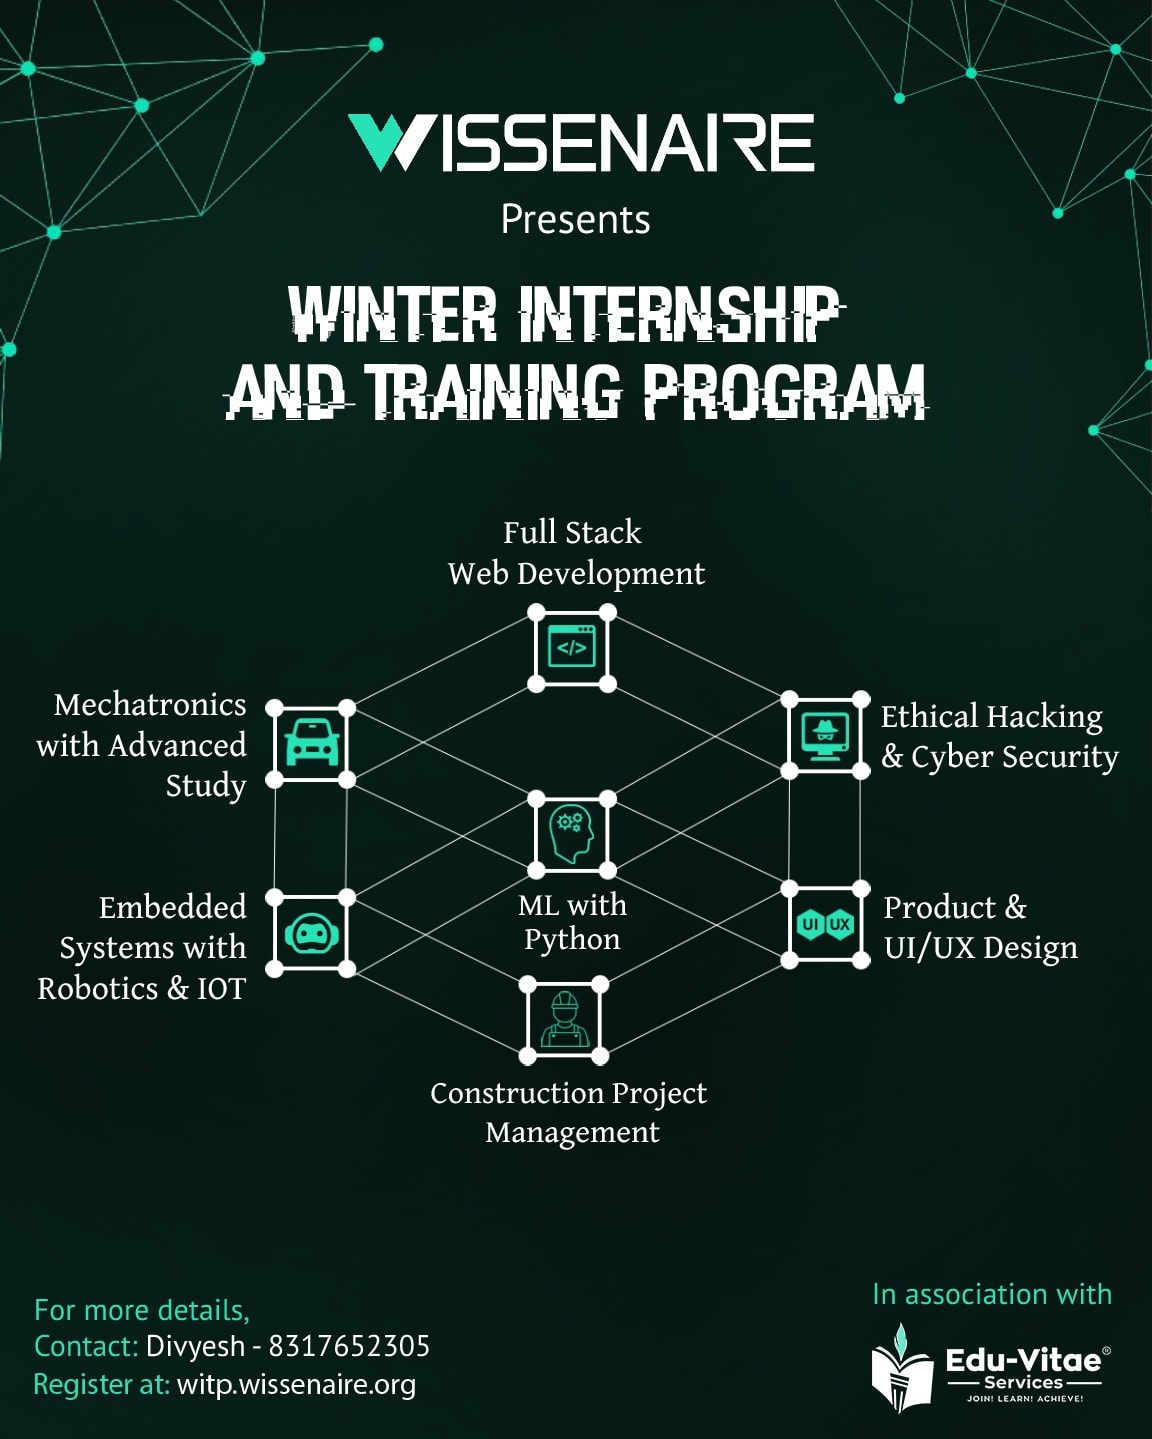 WISSENAIRE
Presents
WINTER INTERNSHIP
AND TRAINING PROGRAM
Full Stack
Web Development
</>
Mechatronics
with Advanced
Study
Ethical Hacking
& Cyber Security
ML with
Python
Embedded
Systems with
Robotics & IOT
UI UX
Product &
UI/UX Design
Construction Project
Management
For more details,
Contact: Divyesh - 8317652305
Register at: witp.wissenaire.org
In association with
Edu-Vitae®
Services
JOIN! LEARN! ACHIEVE!